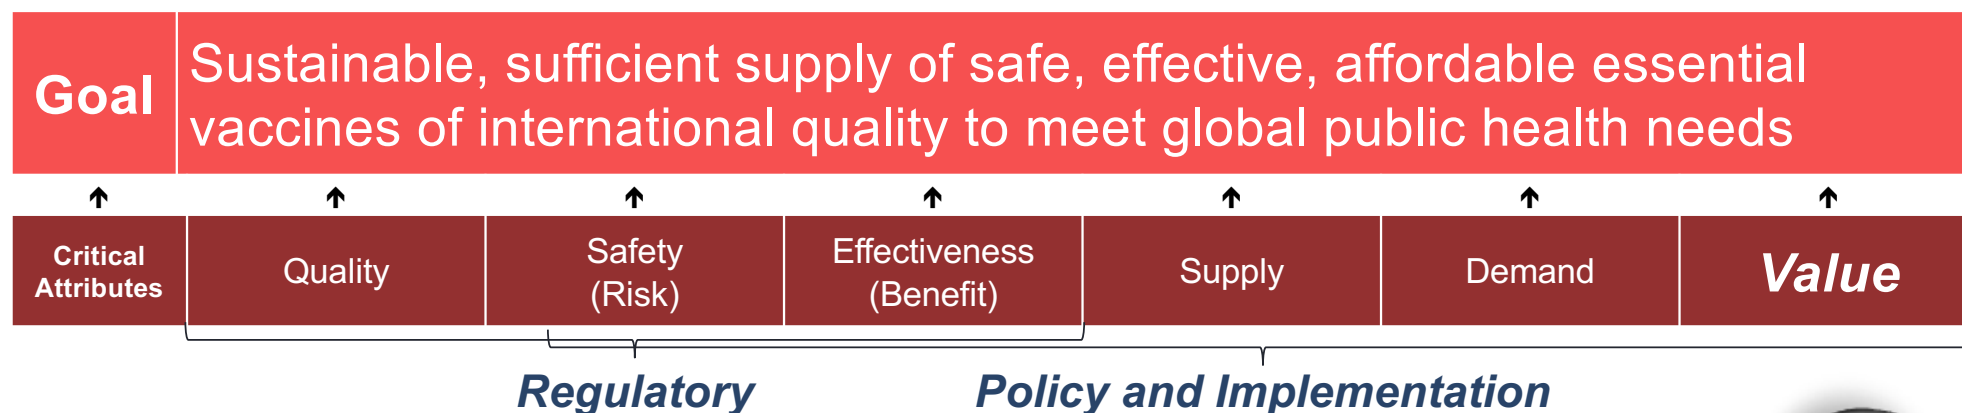 Goal
Sustainable, sufficient supply of safe, effective, affordable essential
vaccines of international quality to meet global public health needs
Critical
Attributes
Quality
Safety
(Risk)
Effectiveness
(Benefit)
Supply
Demand
Value
Regulatory
Policy and Implementation